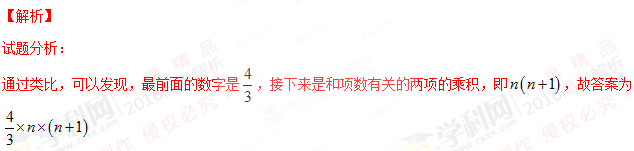 【解析】
试题分析：
通过类比，可以发现，最前面的数字是 4/3 ，接下来是和项数有关的两项的乘积，即 n(n+1) ，故答案为
4/3 ×n×(n+1)